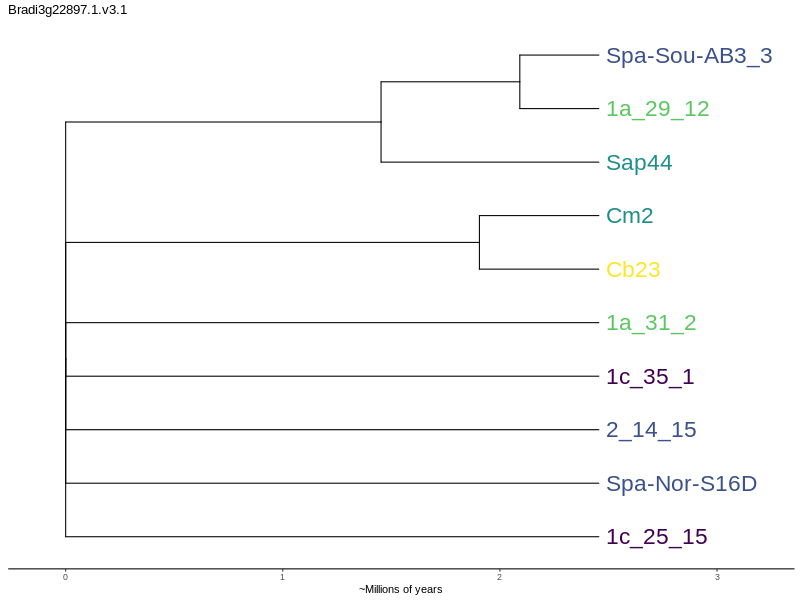 Bradi3g22897.1.v3.1
Spa-Sou-AB3_3
1a_29_12
Sap44
Cm2
Cb23
1a_31_2
1c_35_1
2_14_15
Spa-Nor-S16D
1c_25_15
0 1 2 3
~Millions of years